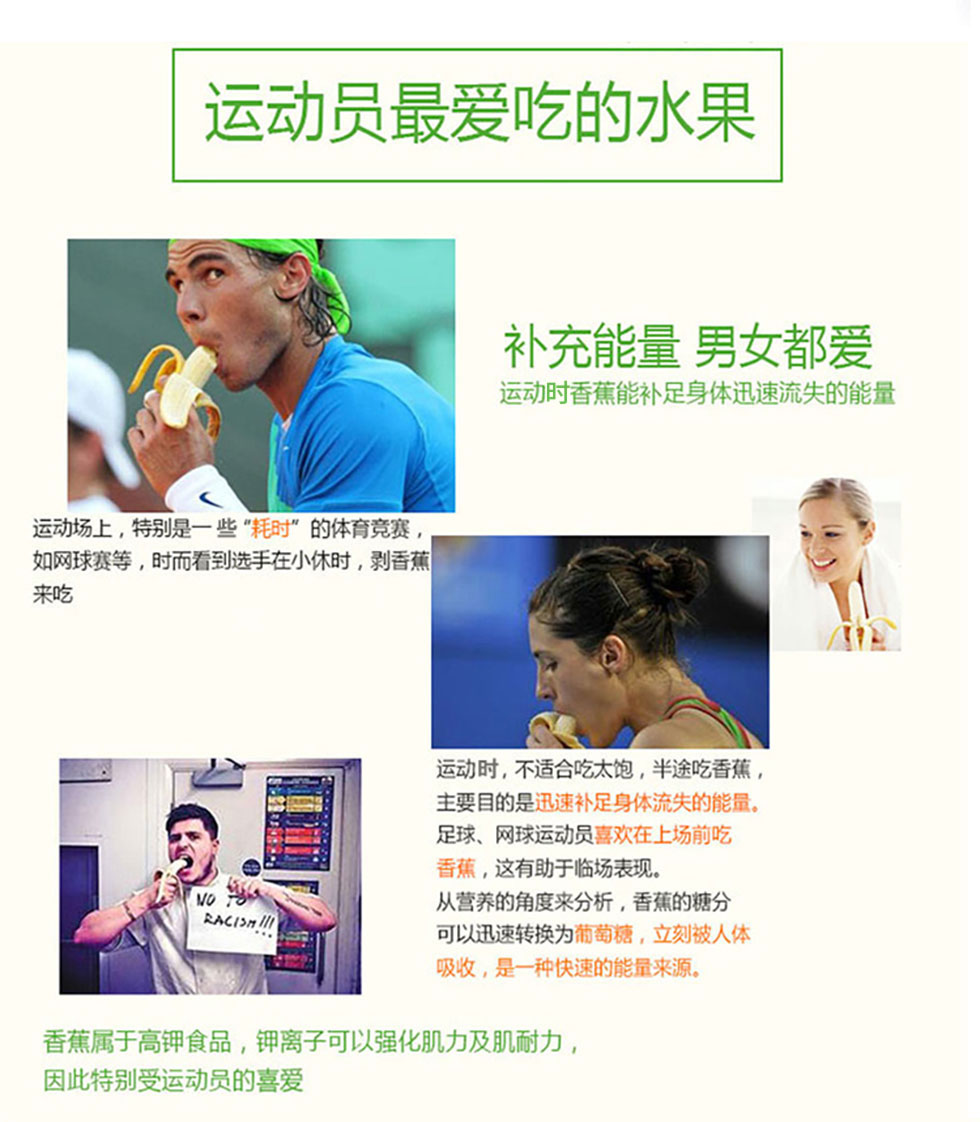 运动员最爱吃的水果
补充能量 男女都爱
运动时香蕉能补足身体迅速流失的能量
运动场上，特别是一些“耗时”的体育竞赛，
如网球赛等，时而看到选手在小休时，剥香蕉
来吃
运动时，不适合吃太饱，半途吃香蕉，
主要目的是迅速补足身体流失的能量。
足球、网球运动员喜欢在上场前吃
香蕉，这有助于临场表现。
从营养的角度来分析，香蕉的糖分
可以迅速转换为葡萄糖，立刻被人体
吸收，是一种快速的能量来源。
NO TO
RACISM!!!
香蕉属于高钾食品，钾离子可以强化肌力及肌耐力，
因此特别受运动员的喜爱